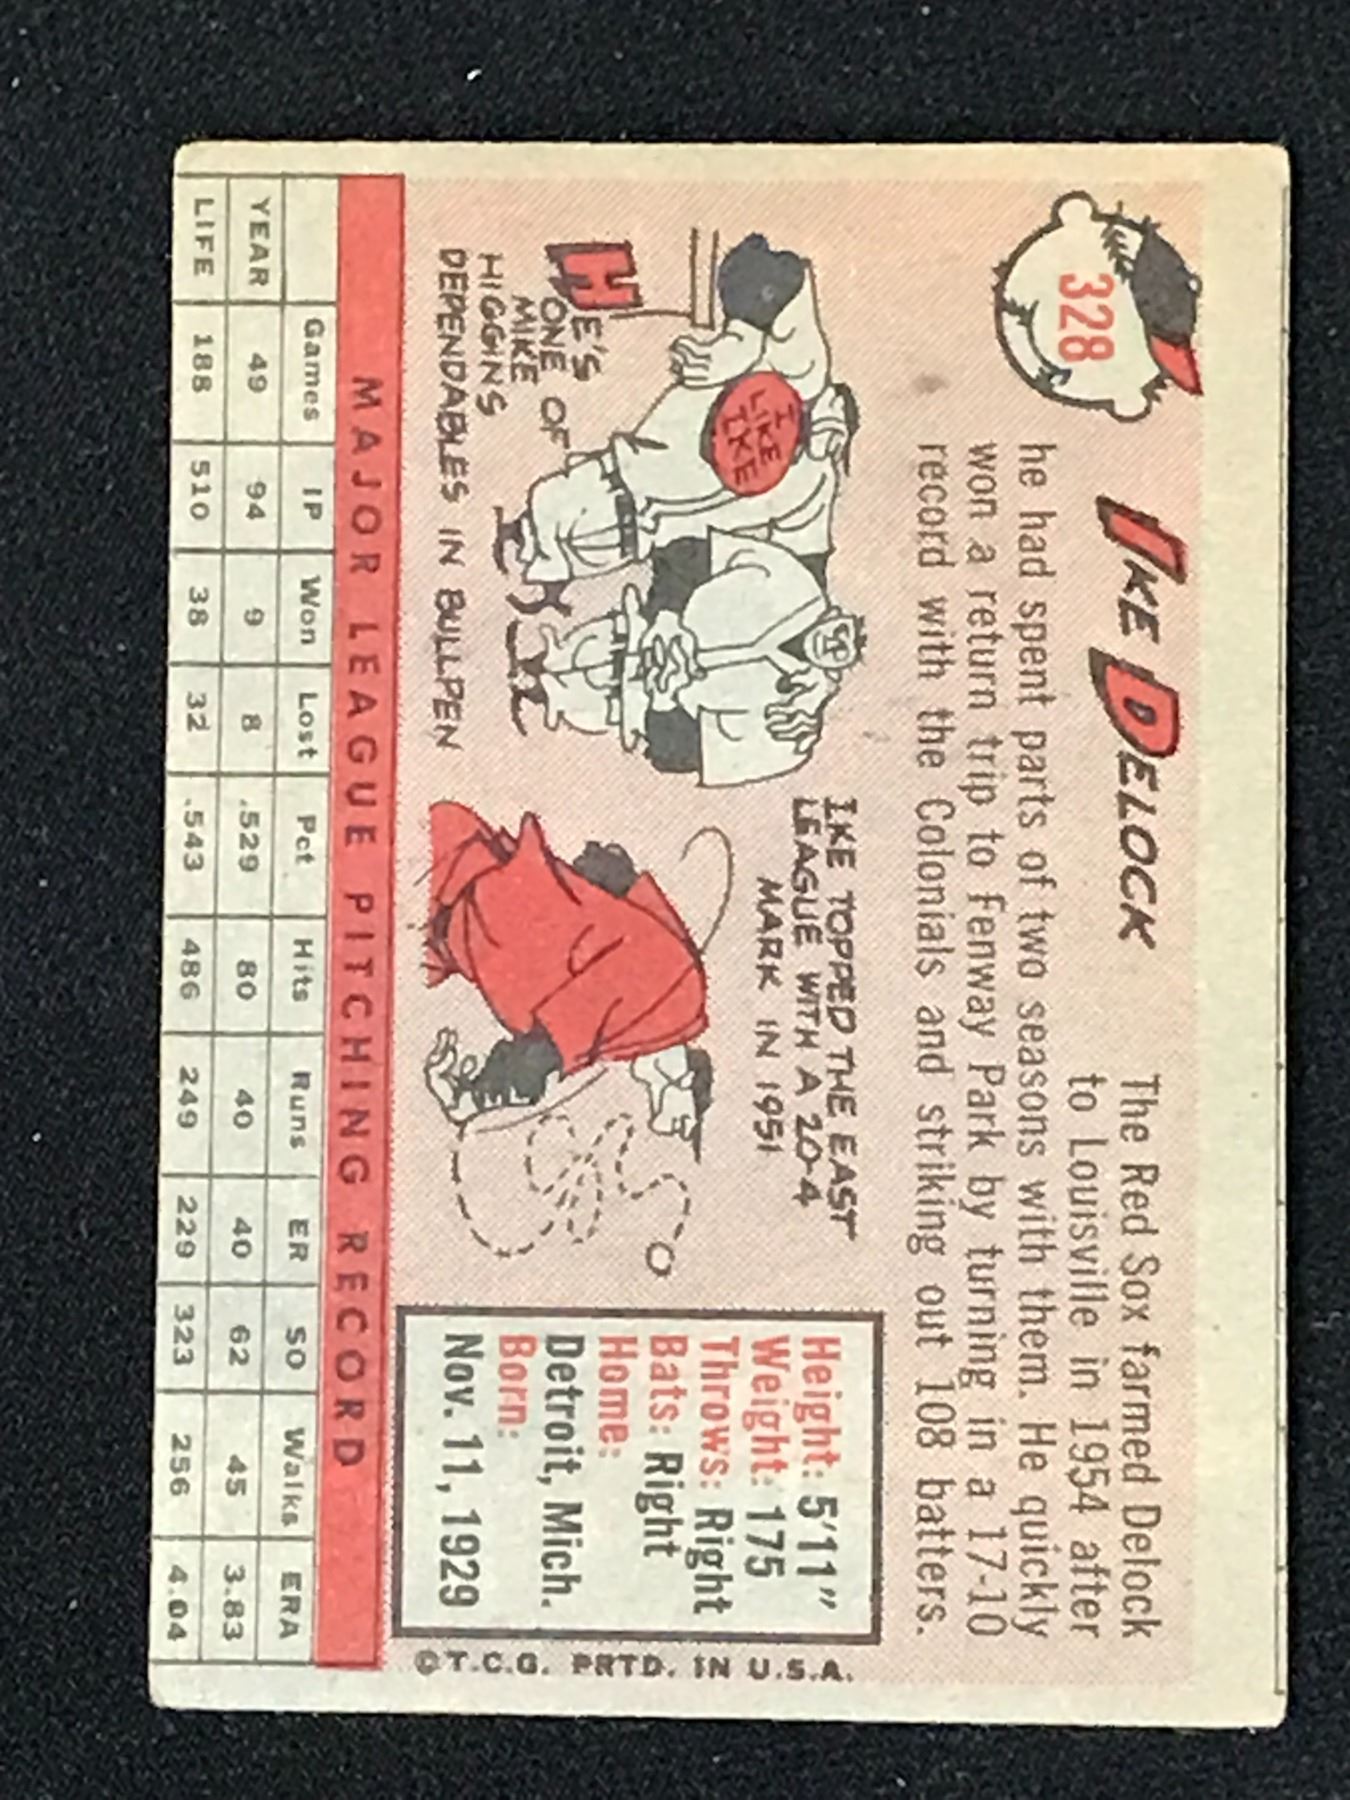 328
IKE DELOCK
The Red Sox farmed Delock
to Louisville in 1954 after
he had spent parts of two seasons with them. He quickly
won a return trip to Fenway Park by turning in a 17-10
record with the Colonials and striking out 108 batters.
I
LIKE
IKE
HE'S
ONE OF
MIKE
HIGGINS
DEPENDABLES IN BULLPEN
IKE TOPPED THE EAST
LEAGUE WITH A 20-4
MARK IN 1951
Height: 5'11"
Weight: 175
Throws: Right
Bats: Right
Home:
Detroit, Mich.
Born:
Nov. 11, 1929
©T.C.G. PRTD. IN U.S.A.
MAJOR LEAGUE PITCHING RECORD
Games IP Won Lost Pct Hits Runs ER SO Walks ERA
YEAR 49 94 9 8 .529 80 40 40 62 45 3.83
LIFE 188 510 38 32 .543 486 249 229 323 256 4.04